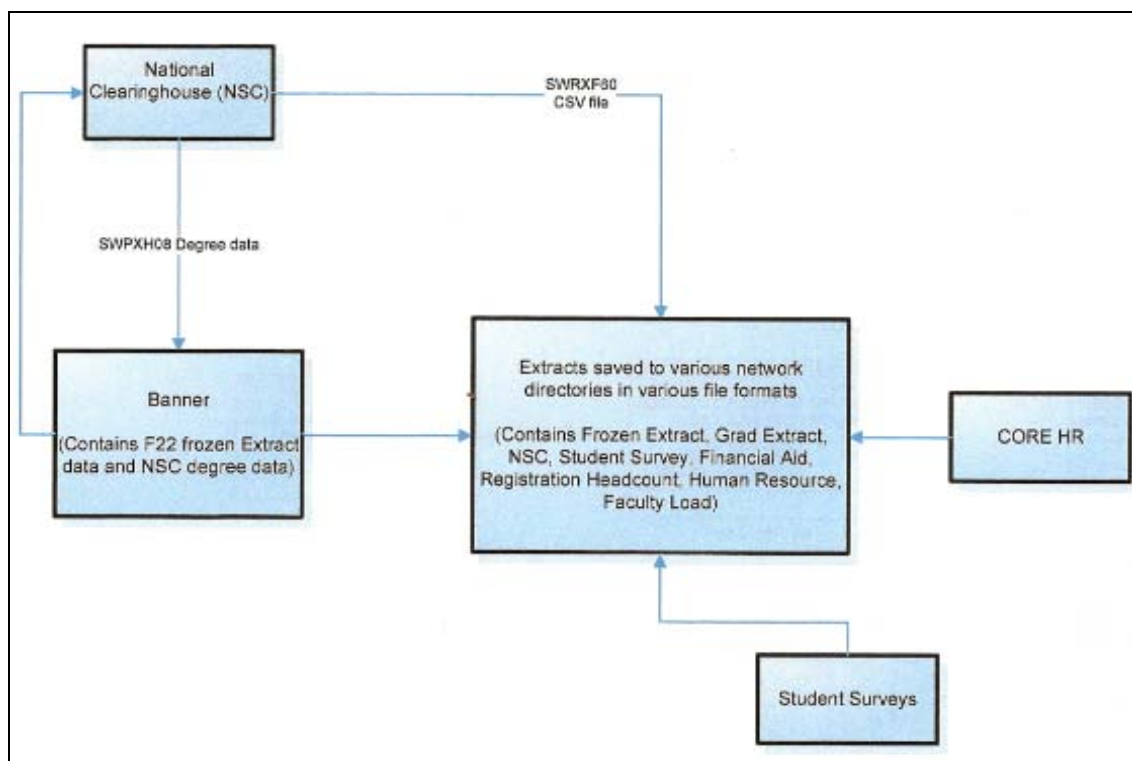 National
Clearinghouse (NSC)
SWRXF60
CSV file
SWPXH08 Degree data
Banner
(Contains F22 frozen Extract
data and NSC degree data)
Extracts saved to various network
directories in various file formats
(Contains Frozen Extract, Grad Extract,
NSC, Student Survey, Financial Aid,
Registration Headcount, Human Resource,
Faculty Load)
CORE HR
Student Surveys